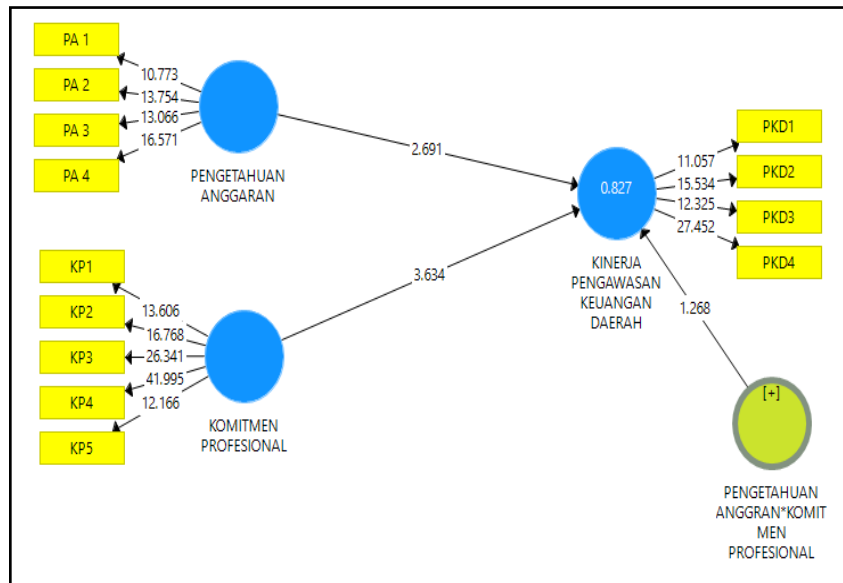 PA 1
PA 2
PA 3
PA 4
10.773
13.754
13.066
16.571
PENGETAHUAN
ANGGARAN
2.691
KP1
KP2
KP3
KP4
KP5
13.606
16.768
26.341
41.995
12.166
KOMITMEN
PROFESIONAL
3.634
0.827
KINERJA
PENGAWASAN
KEUANGAN
DAERAH
11.057
15.534
12.325
27.452
PKD1
PKD2
PKD3
PKD4
1.268
[+]
PENGETAHUAN
ANGGRAN*KOMIT
MEN
PROFESIONAL